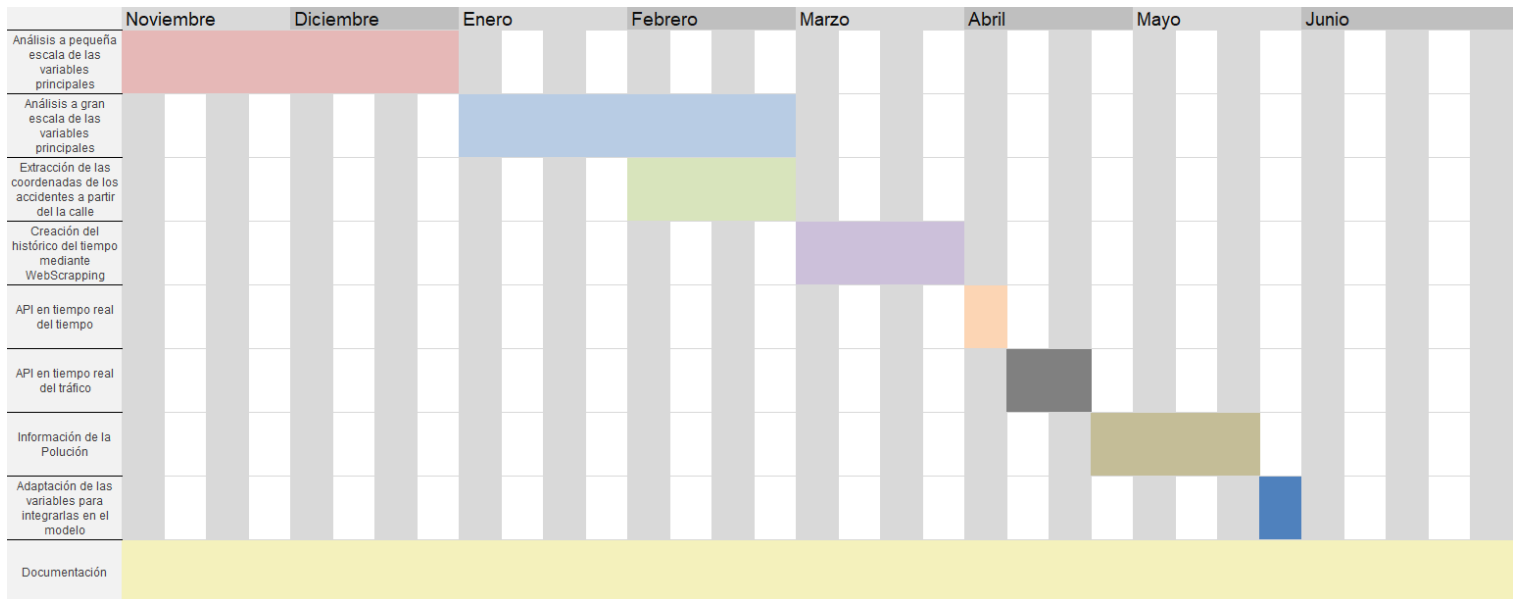 Noviembre Diciembre Enero Febrero Marzo Abril Mayo Junio
Análisis a pequeña
escala de las
variables
principales
Análisis a gran
escala de las
variables
principales
Extracción de las
coordenadas de los
accidentes a partir
del la calle
Creación del
histórico del tiempo
mediante
WebScrapping
API en tiempo real
del tiempo
API en tiempo real
del tráfico
Información de la
Polución
Adaptación de las
variables para
integrarlas en el
modelo
Documentación